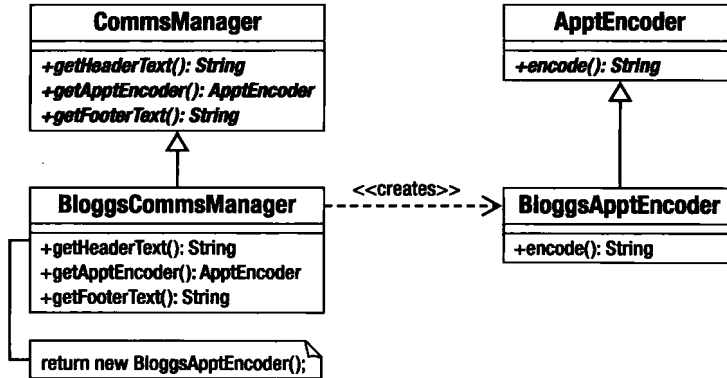 CommsManager
+getHeaderText(): String
+getApptEncoder(): ApptEncoder
+getFooterText(): String
ApptEncoder
+encode(): String
<<creates>>
BloggsCommsManager
+getHeaderText(): String
+getApptEncoder(): ApptEncoder
+getFooterText(): String
BloggsApptEncoder
+encode(): String
return new BloggsApptEncoder();